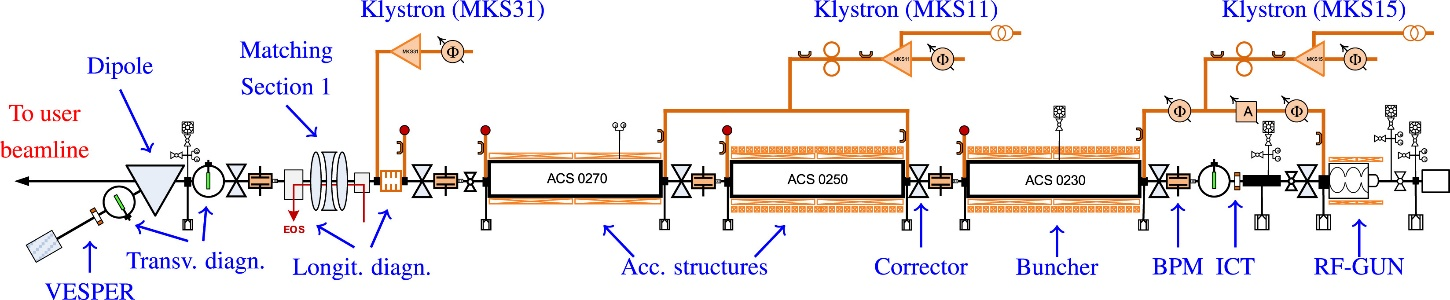 Klystron (MKS31)
Klystron (MKS11)
Klystron (MKS15)
Matching
Section 1
Dipole
To user
beamline
MKS31
Φ
MKS11
Φ
MKS15
Φ
Φ
A
Φ
ACS 0270
ACS 0250
ACS 0230
EOS
VESPER
Transv. diagn.
Longit. diagn.
Acc. structures
Corrector
Buncher
BPM
ICT
RF-GUN